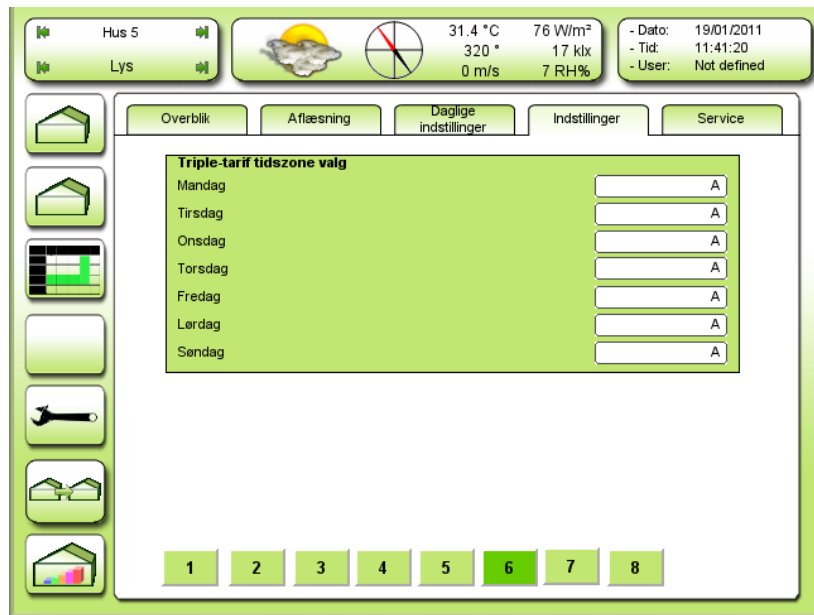 Hus 5
Lys
31.4 °C 76 W/m²
320 ° 17 klx
0 m/s 7 RH%
- Dato: 19/01/2011
- Tid: 11:41:20
- User: Not defined
Overblik
Aflæsning
Daglige
indstillinger
Indstillinger
Service
Triple-tarif tidszone valg
Mandag A
Tirsdag A
Onsdag A
Torsdag A
Fredag A
Lørdag A
Søndag A
1 2 3 4 5 6 7 8